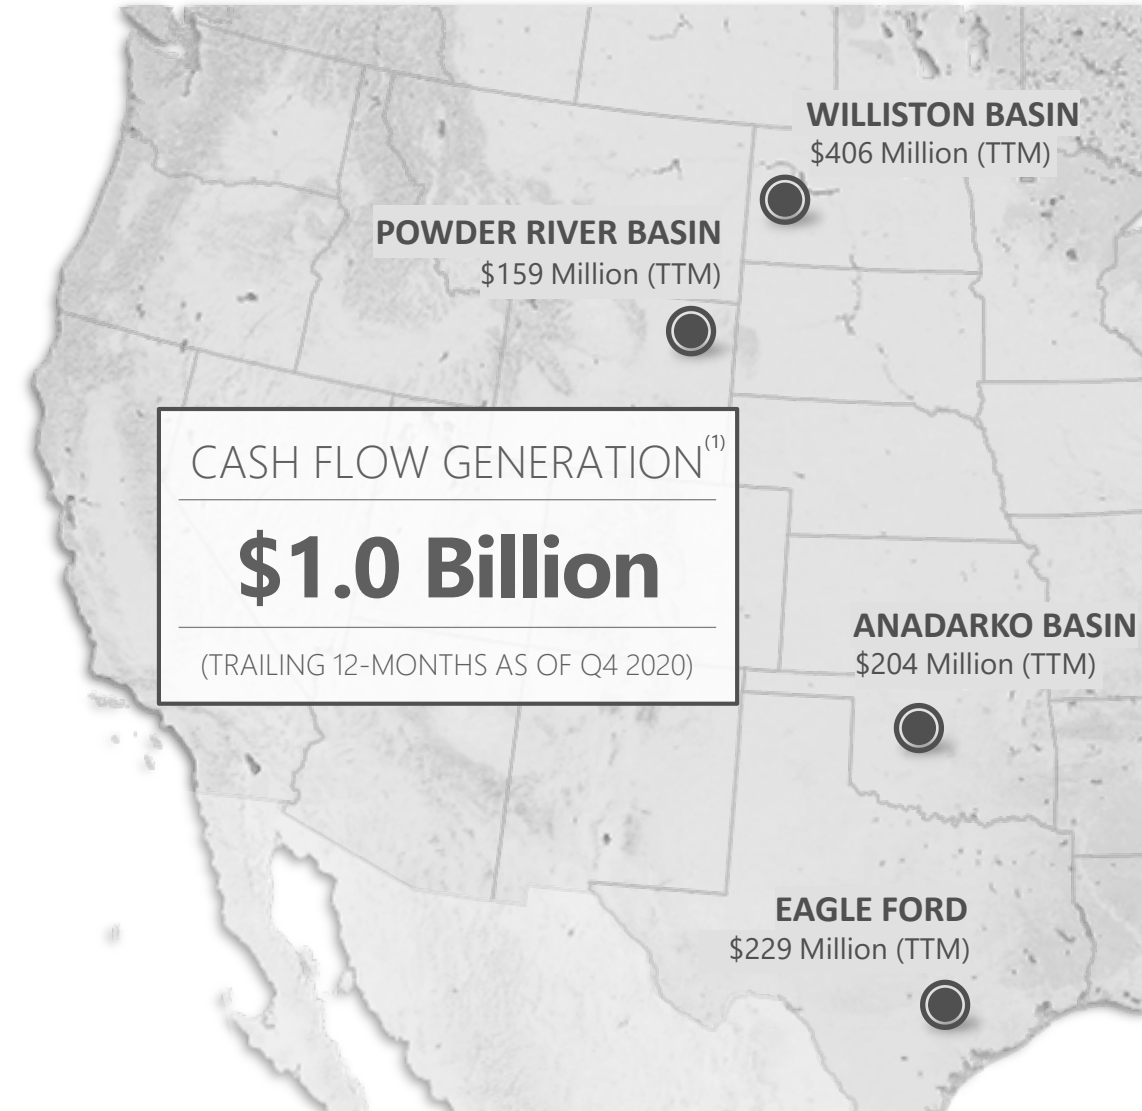 WILLISTON BASIN
$406 Million (TTM)
POWDER RIVER BASIN
$159 Million (TTM)
CASH FLOW GENERATION(1)
$1.0 Billion
(TRAILING 12-MONTHS AS OF Q4 2020)
ANADARKO BASIN
$204 Million (TTM)
EAGLE FORD
$229 Million (TTM)